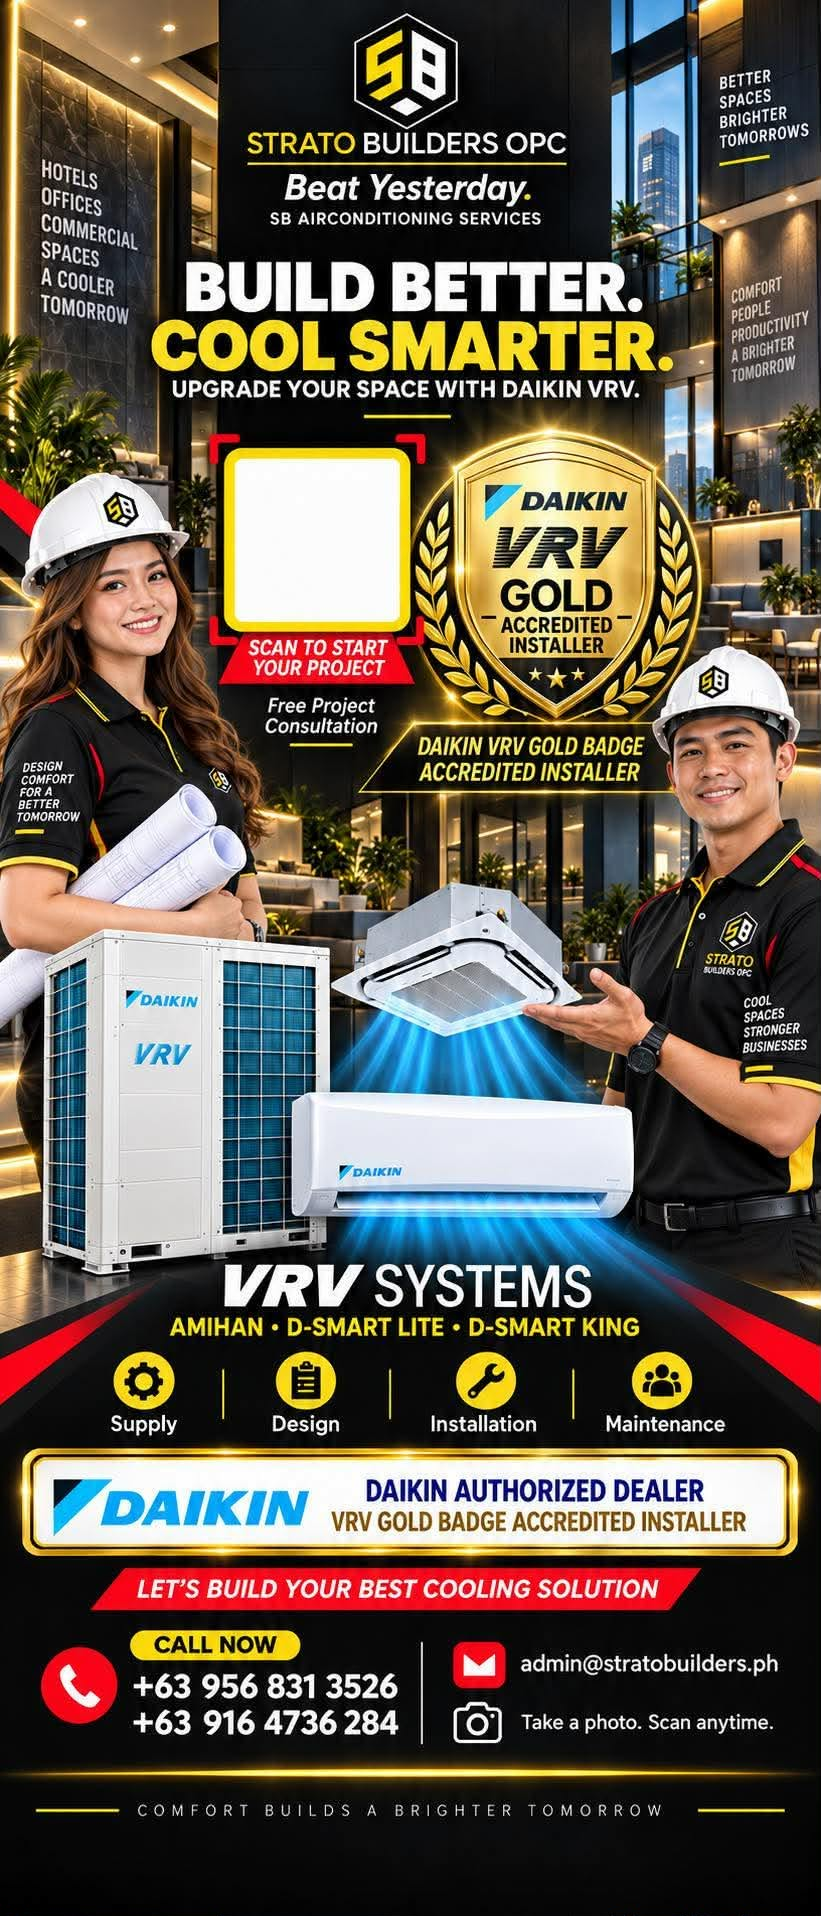 SB
STRATO BUILDERS OPC
Beat Yesterday.
SB AIRCONDITIONING SERVICES
HOTELS
OFFICES
COMMERCIAL
SPACES
A COOLER
TOMORROW
BETTER
SPACES
BRIGHTER
TOMORROWS
COMFORT
PEOPLE
PRODUCTIVITY
A BRIGHTER
TOMORROW
BUILD BETTER.
COOL SMARTER.
UPGRADE YOUR SPACE WITH DAIKIN VRV.
SB
SCAN TO START
YOUR PROJECT
Free Project
Consultation
DAIKIN
VRV
GOLD
ACCREDITED
INSTALLER
DAIKIN VRV GOLD BADGE
ACCREDITED INSTALLER
SB
DESIGN
COMFORT
FOR A
BETTER
TOMORROW
SB
SB
STRATO
BUILDERS OPC
COOL
SPACES
STRONGER
BUSINESSES
DAIKIN
VRV
DAIKIN
VRV SYSTEMS
AMIHAN • D-SMART LITE • D-SMART KING
Supply
Design
Installation
Maintenance
DAIKIN
DAIKIN AUTHORIZED DEALER
VRV GOLD BADGE ACCREDITED INSTALLER
LET'S BUILD YOUR BEST COOLING SOLUTION
CALL NOW
+63 956 831 3526
+63 916 4736 284
admin@stratobuilders.ph
Take a photo. Scan anytime.
COMFORT BUILDS A BRIGHTER TOMORROW